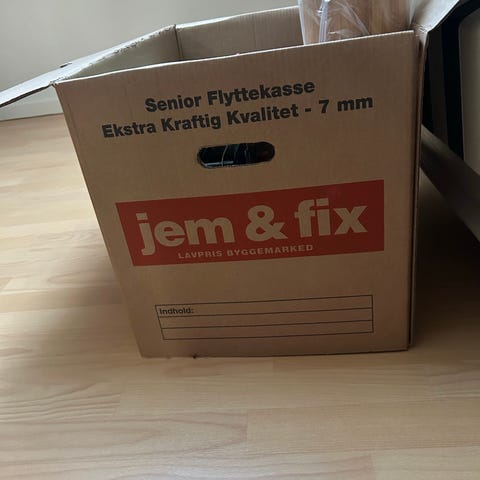 Senior Flyttekasse
Ekstra Kraftig Kvalitet - 7 mm
jem & fix
LAVPRIS BYGGEMARKED
Indhold: